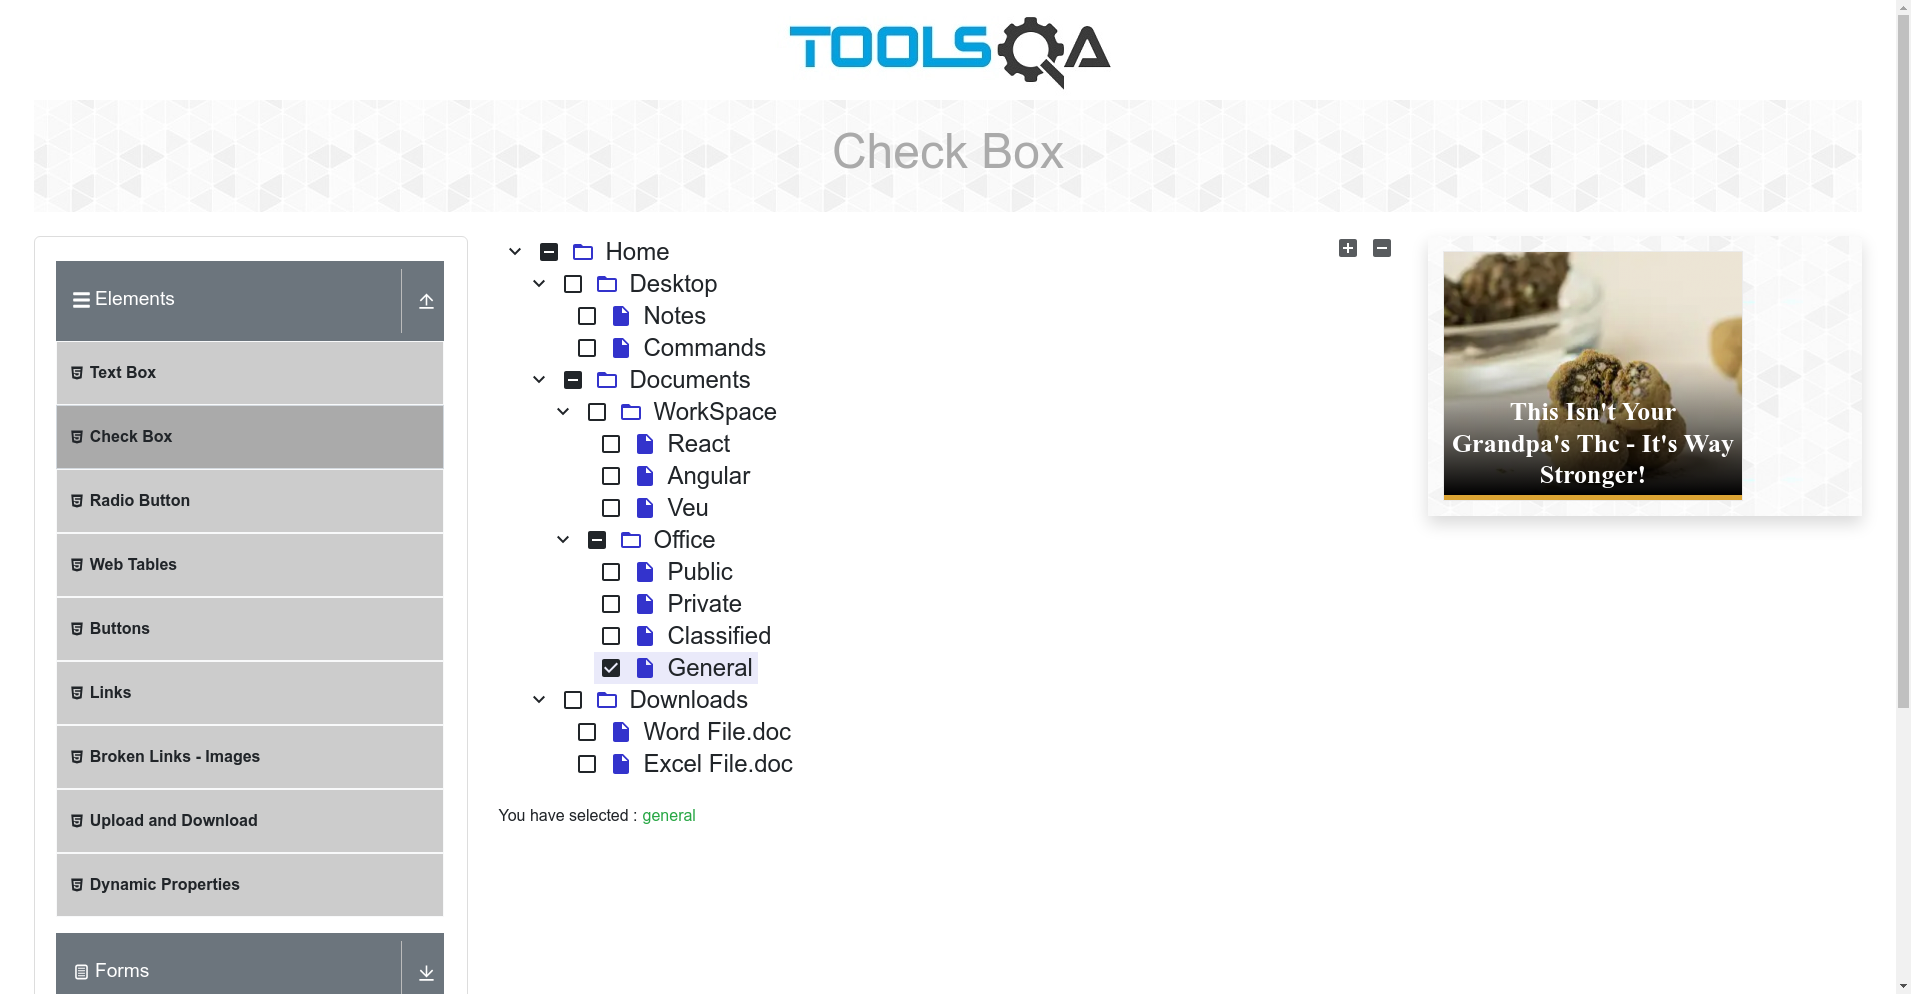 TOOLSQA
Check Box
Elements
Text Box
Check Box
Radio Button
Web Tables
Buttons
Links
Broken Links - Images
Upload and Download
Dynamic Properties
Forms
Home
Desktop
Notes
Commands
Documents
WorkSpace
React
Angular
Veu
Office
Public
Private
Classified
General
Downloads
Word File.doc
Excel File.doc
You have selected : general
This Isn't Your
Grandpa's Thc - It's Way
Stronger!